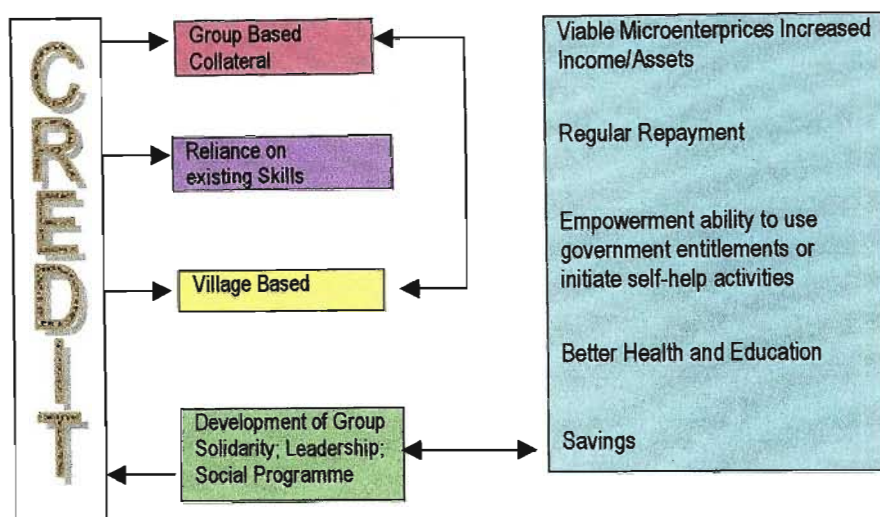 CREDIT
Group Based
Collateral
Reliance on
existing Skills
Village Based
Development of Group
Solidarity; Leadership;
Social Programme
Viable Microenterprices Increased
Income/Assets
Regular Repayment
Empowerment ability to use
government entitlements or
initiate self-help activities
Better Health and Education
Savings